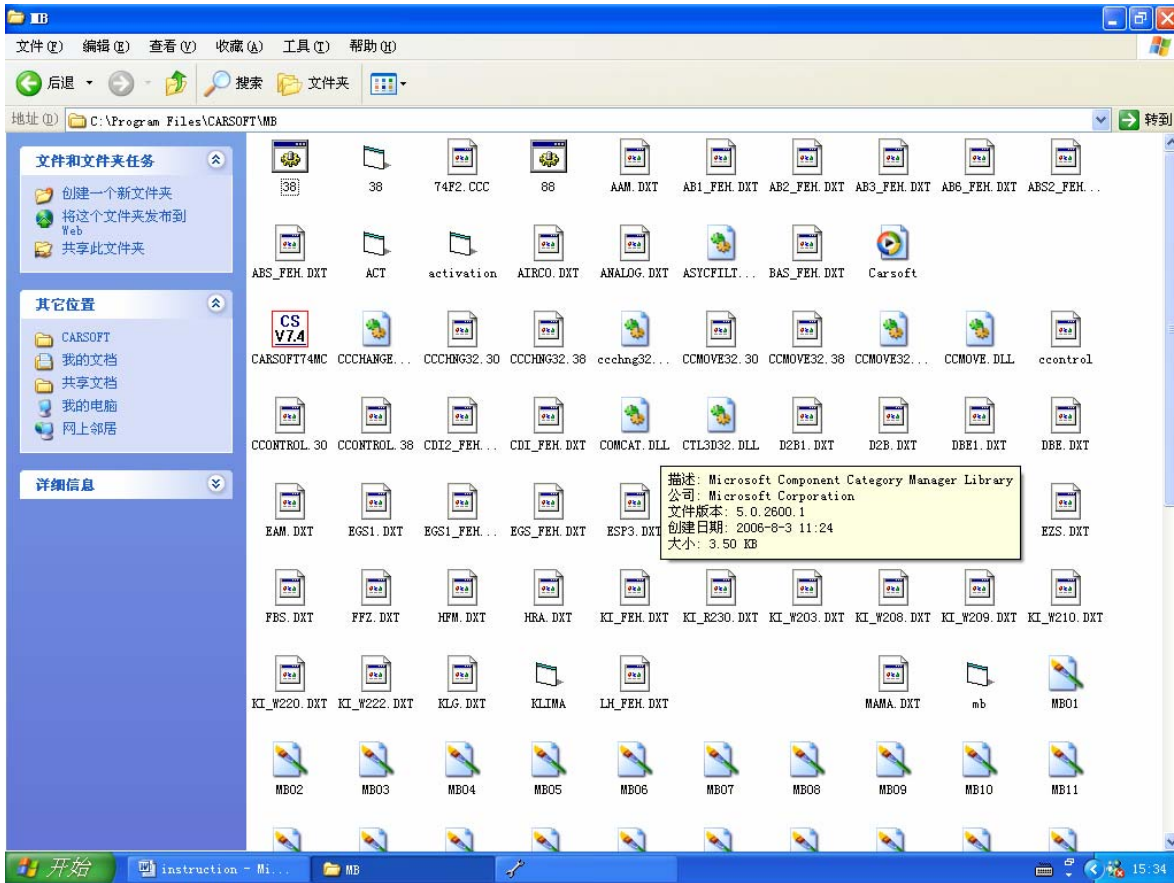 MB
文件(F) 编辑(E) 查看(V) 收藏(A) 工具(T) 帮助(H)
后退 搜索 文件夹
地址(D) C:\Program Files\CARSOFT\MB 转到
文件和文件夹任务
创建一个新文件夹
将这个文件夹发布到
Web
共享此文件夹
其它位置
CARSOFT
我的文档
共享文档
我的电脑
网上邻居
详细信息
38 38 74F2.CCC 88 AAM.DXT AB1_FEH.DXT AB2_FEH.DXT AB3_FEH.DXT AB6_FEH.DXT ABS2_FEH...
ABS_FEH.DXT ACT activation AIRCO.DXT ANALOG.DXT ASYCFILT... BAS_FEH.DXT Carsoft
CS
V7.4
CARSOFT74MC CCCHANGE... CCCHNG32.30 CCCHNG32.38 ccchng32... CCMOVE32.30 CCMOVE32.38 CCMOVE32... CCMOVE.DLL ccontrol
CCONTROL.30 CCONTROL.38 CDI2_FEH... CDI_FEH.DXT COMCAT.DLL CTL3D32.DLL D2B1.DXT D2B.DXT DBE1.DXT DBE.DXT
描述: Microsoft Component Category Manager Library
公司: Microsoft Corporation
文件版本: 5.0.2600.1
创建日期: 2006-8-3 11:24
大小: 3.50 KB
EAM.DXT EGS1.DXT EGS1_FEH... EGS_FEH.DXT ESP3.DXT EZS.DXT
FBS.DXT FFZ.DXT HFM.DXT HRA.DXT KI_FEH.DXT KI_R230.DXT KI_W203.DXT KI_W208.DXT KI_W209.DXT KI_W210.DXT
KI_W220.DXT KI_W222.DXT KLG.DXT KLIMA LH_FEH.DXT MAMA.DXT mb MB01
MB02 MB03 MB04 MB05 MB06 MB07 MB08 MB09 MB10 MB11
开始 instruction - Mi... MB 15:34